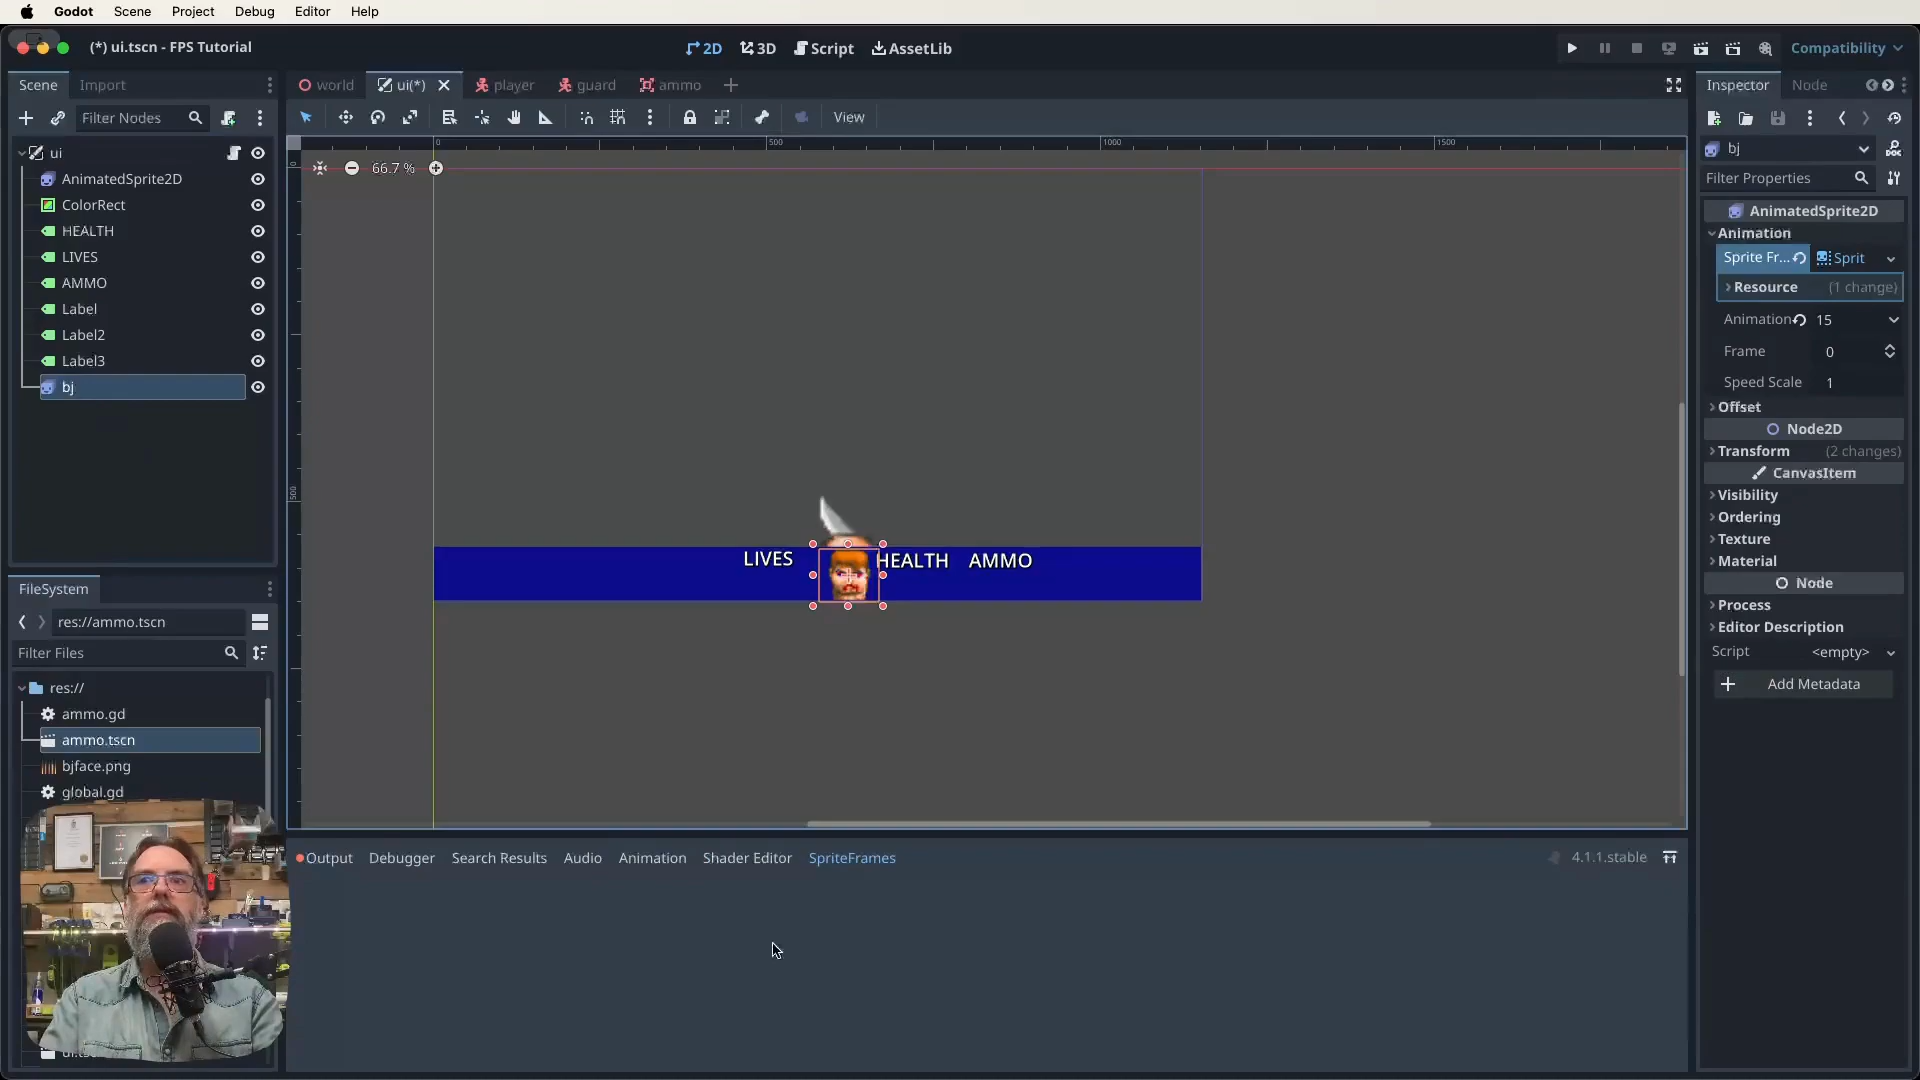 Godot Scene Project Debug Editor Help
(*) ui.tscn - FPS Tutorial
2D 3D Script AssetLib
Compatibility
Scene Import
world ui(*) player guard ammo
Inspector Node
Filter Nodes
View
ui
AnimatedSprite2D
ColorRect
HEALTH
LIVES
AMMO
Label
Label2
Label3
bj
0 500 1000 1500
66.7 %
0
500
LIVES HEALTH AMMO
bj
Filter Properties
AnimatedSprite2D
Animation
Sprite Fr... Sprit
Resource (1 change)
Animation 15
Frame 0
Speed Scale 1
Offset
Node2D
Transform (2 changes)
CanvasItem
Visibility
Ordering
Texture
Material
Node
Process
Editor Description
Script <empty>
Add Metadata
FileSystem
res://ammo.tscn
Filter Files
res://
ammo.gd
ammo.tscn
bjface.png
global.gd
Output Debugger Search Results Audio Animation Shader Editor SpriteFrames 4.1.1.stable